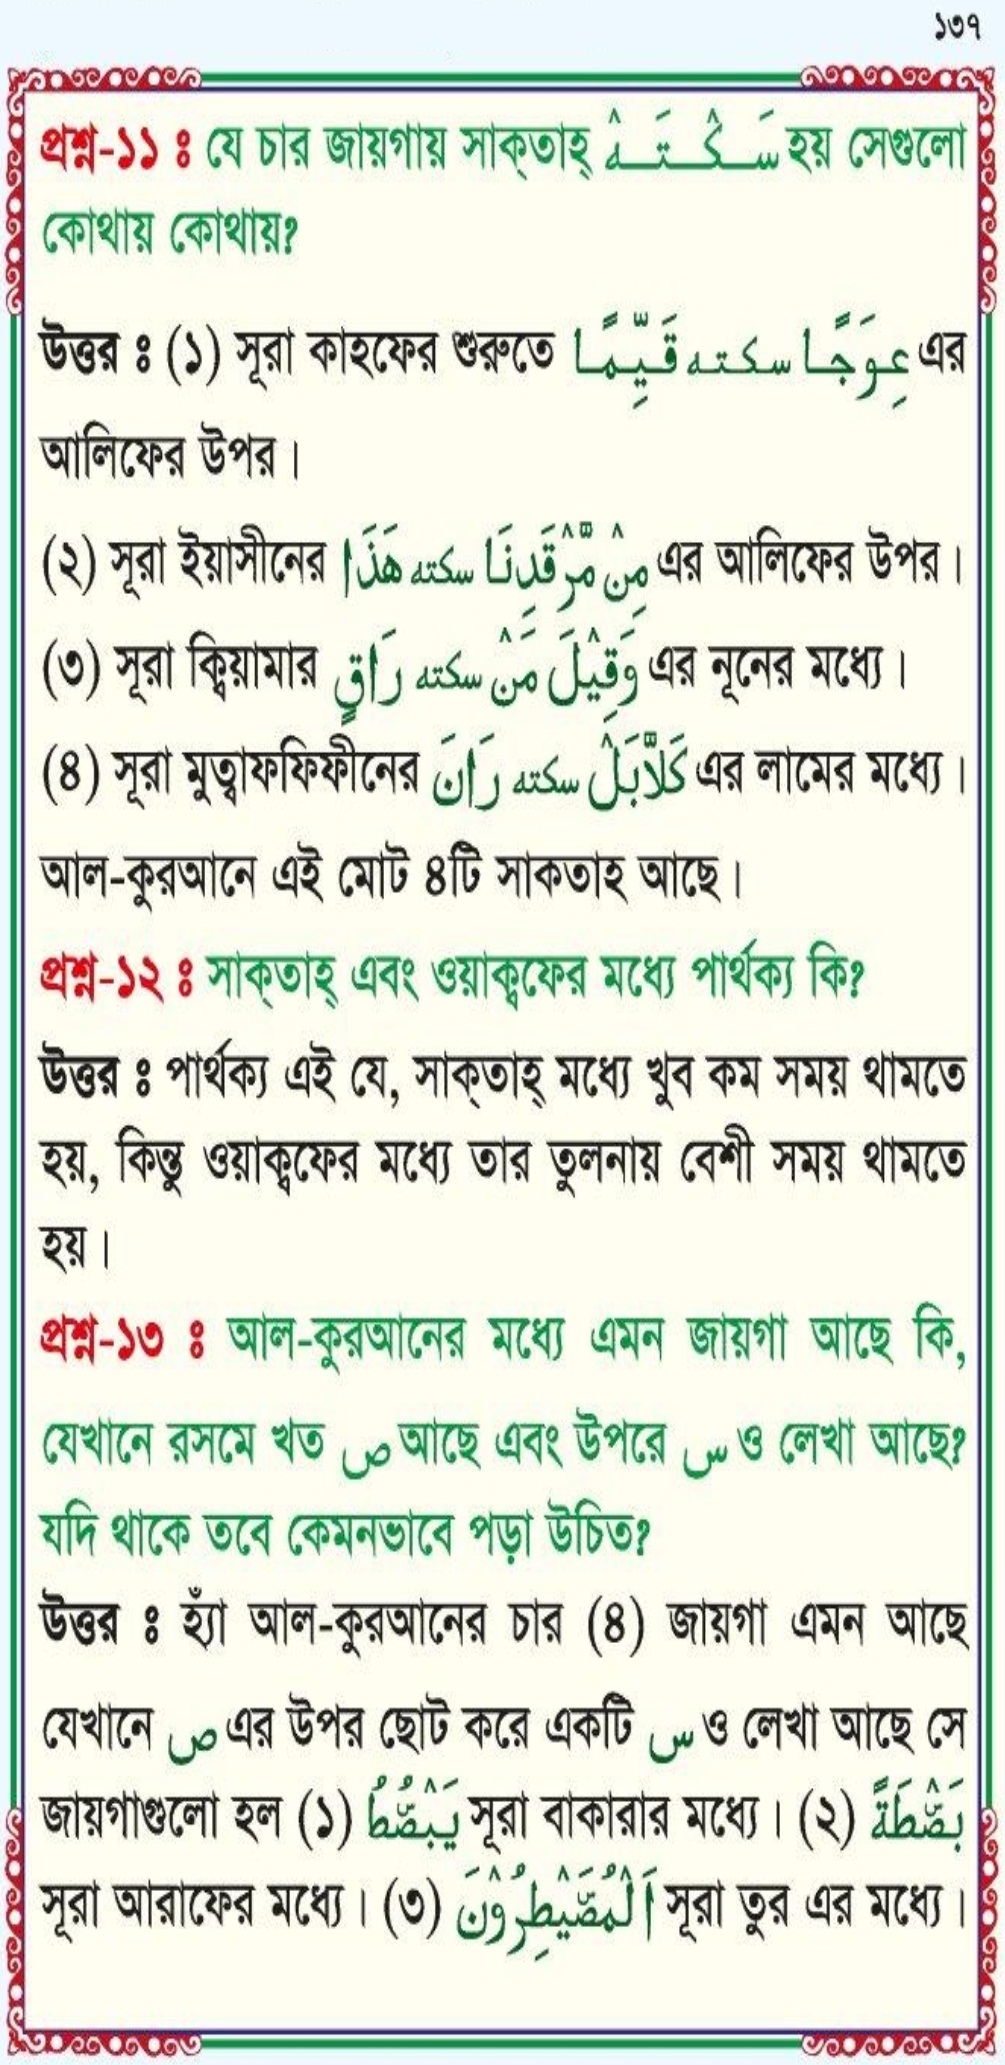 ১৩৭
প্রশ্ন-১১ ঃ যে চার জায়গায় সাক্‌তাহ্ سَكْتَهْ হয় সেগুলো
কোথায় কোথায়?
উত্তর ঃ (১) সূরা কাহফের শুরুতে عِوَجًا سكته قَيِّمًا এর
আলিফের উপর।
(২) সূরা ইয়াসীনের مِنْ مَّرْقَدِنَا سكته هَذَا এর আলিফের উপর।
(৩) সূরা ক্বিয়ামার وَقِيْلَ مَنْ سكته رَاقٍ এর নূনের মধ্যে।
(৪) সূরা মুত্বাফফিফীনের كَلَّابَلْ سكته رَانَ এর লামের মধ্যে।
আল-কুরআনে এই মোট ৪টি সাকতাহ আছে।
প্রশ্ন-১২ ঃ সাক্‌তাহ্ এবং ওয়াক্বফের মধ্যে পার্থক্য কি?
উত্তর ঃ পার্থক্য এই যে, সাক্‌তাহ্ মধ্যে খুব কম সময় থামতে
হয়, কিন্তু ওয়াক্বফের মধ্যে তার তুলনায় বেশী সময় থামতে
হয়।
প্রশ্ন-১৩ ঃ আল-কুরআনের মধ্যে এমন জায়গা আছে কি,
যেখানে রসমে খত ص আছে এবং উপরে س ও লেখা আছে?
যদি থাকে তবে কেমনভাবে পড়া উচিত?
উত্তর ঃ হ্যাঁ আল-কুরআনের চার (৪) জায়গা এমন আছে
যেখানে ص এর উপর ছোট করে একটি س ও লেখা আছে সে
জায়গাগুলো হল (১) يَبْصُۜطُ সূরা বাকারার মধ্যে। (২) بَصْۜطَةً
সূরা আরাফের মধ্যে। (৩) اَلْمُصَۜيْطِرُوْنَ সূরা তুর এর মধ্যে।